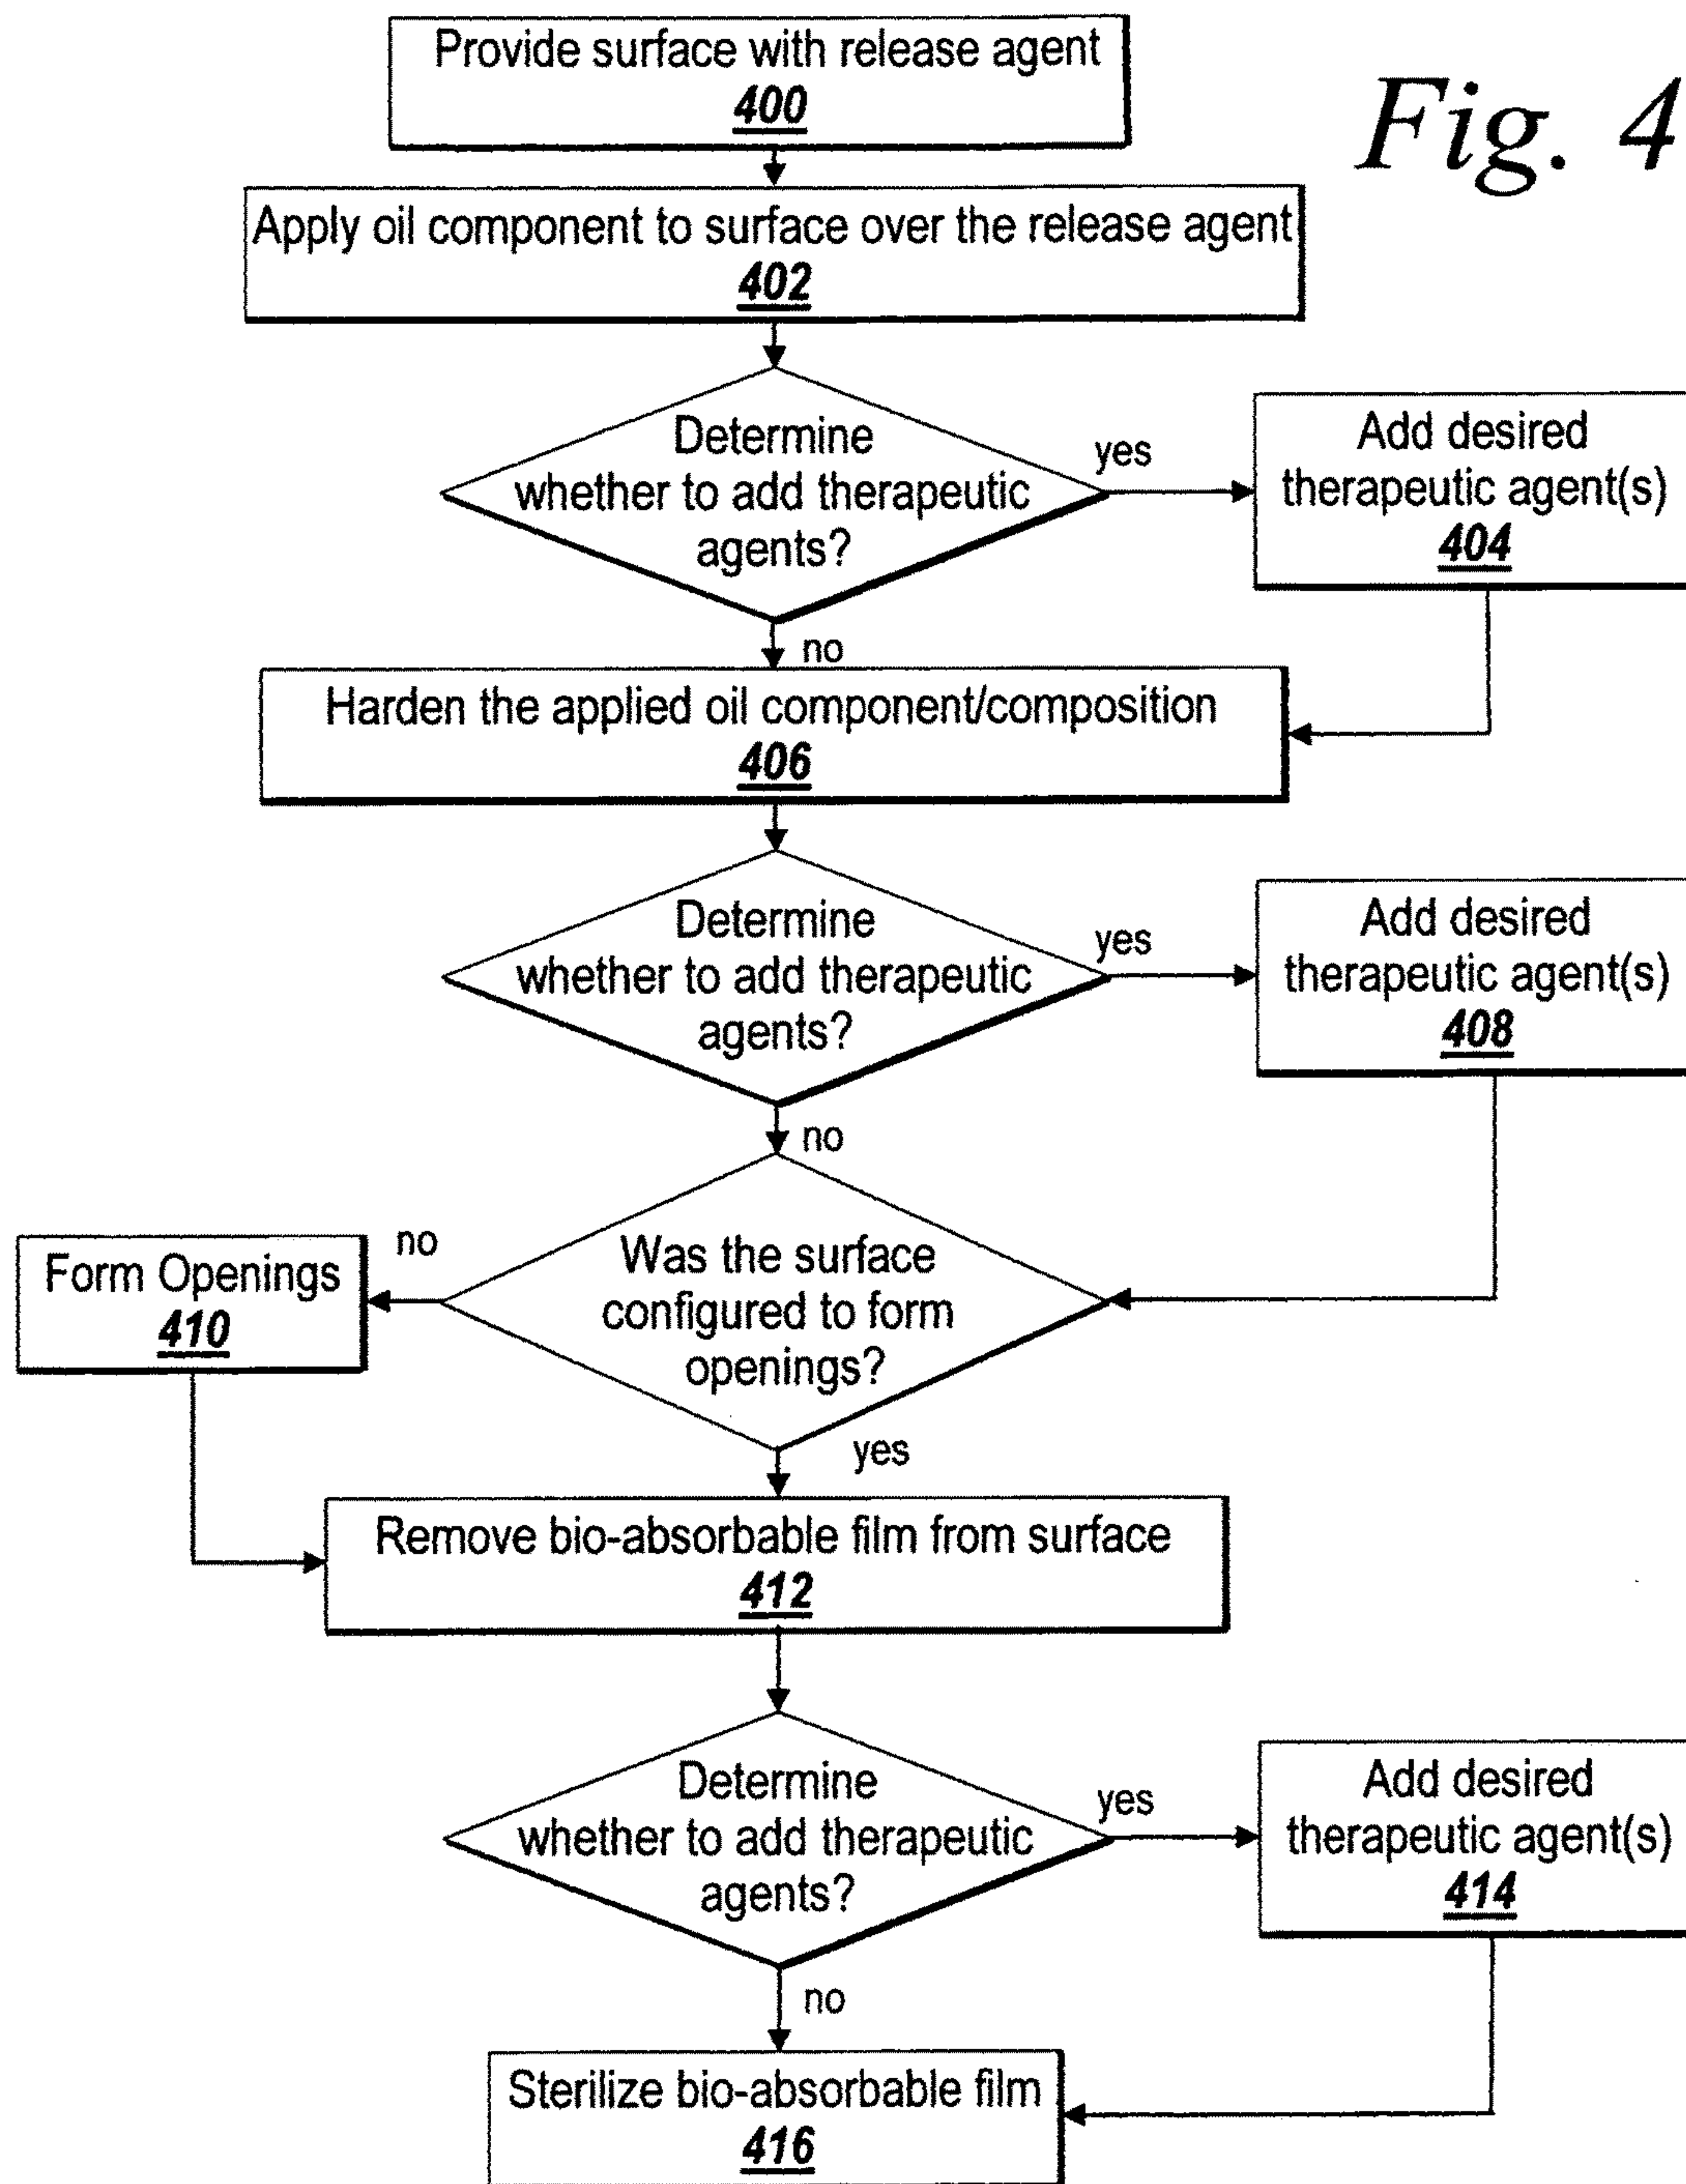 Provide surface with release agent
400
Fig. 4
Apply oil component to surface over the release agent
402
Determine
whether to add therapeutic
agents?
yes
Add desired
therapeutic agent(s)
404
no
Harden the applied oil component/composition
406
Determine
whether to add therapeutic
agents?
yes
Add desired
therapeutic agent(s)
408
no
Was the surface
configured to form
openings?
no
Form Openings
410
yes
Remove bio-absorbable film from surface
412
Determine
whether to add therapeutic
agents?
yes
Add desired
therapeutic agent(s)
414
no
Sterilize bio-absorbable film
416